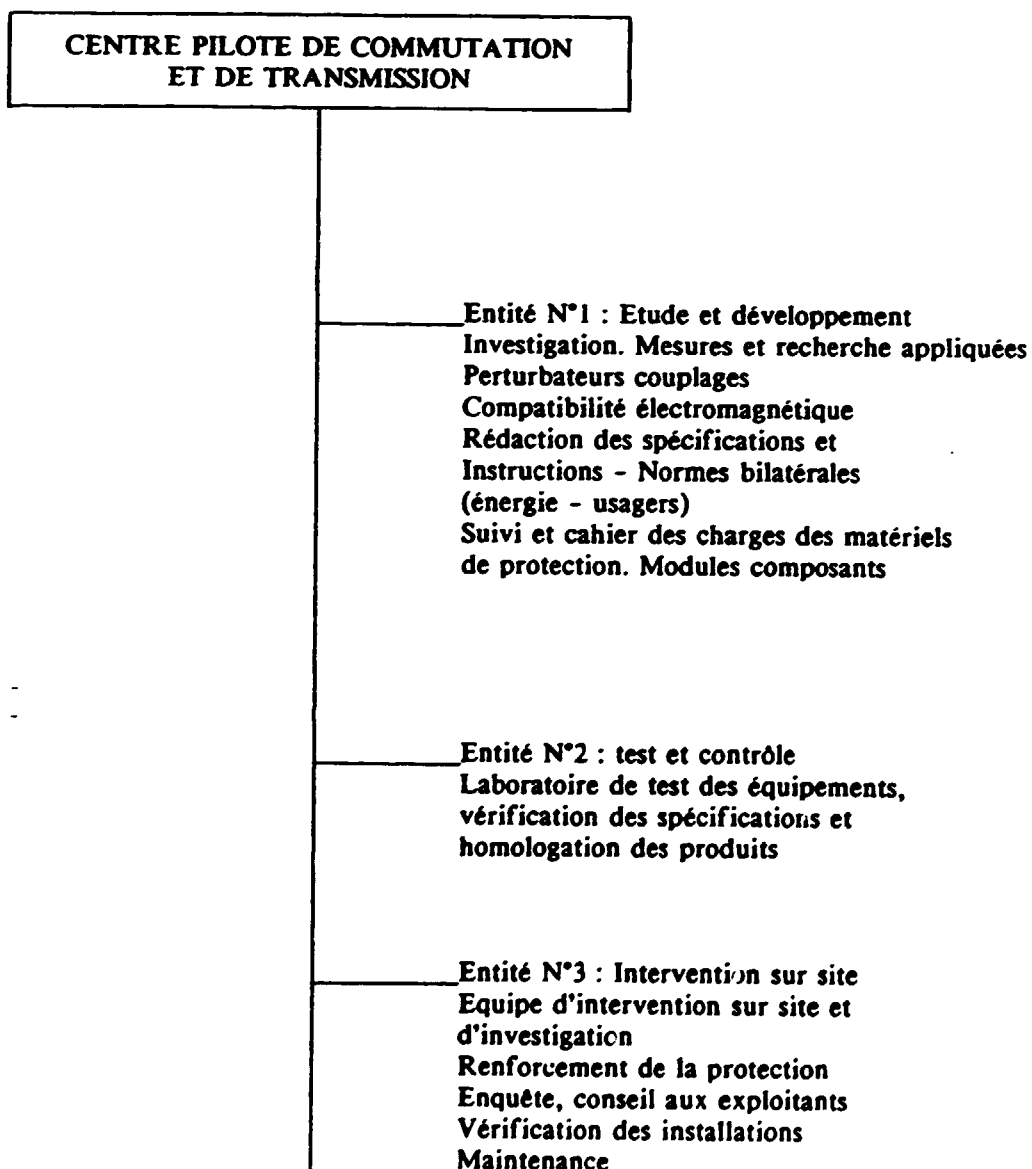 CENTRE PILOTE DE COMMUTATION
ET DE TRANSMISSION
Entité N°1 : Etude et développement
Investigation. Mesures et recherche appliquées
Perturbateurs couplages
Compatibilité électromagnétique
Rédaction des spécifications et
Instructions - Normes bilatérales
(énergie - usagers)
Suivi et cahier des charges des matériels
de protection. Modules composants
Entité N°2 : test et contrôle
Laboratoire de test des équipements,
vérification des spécifications et
homologation des produits
Entité N°3 : Intervention sur site
Equipe d'intervention sur site et
d'investigation
Renforcement de la protection
Enquête, conseil aux exploitants
Vérification des installations
Maintenance